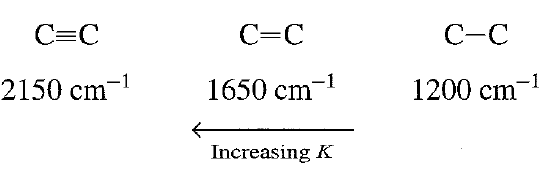 C≡C C=C C−C
2150 cm⁻¹ 1650 cm⁻¹ 1200 cm⁻¹
Increasing K